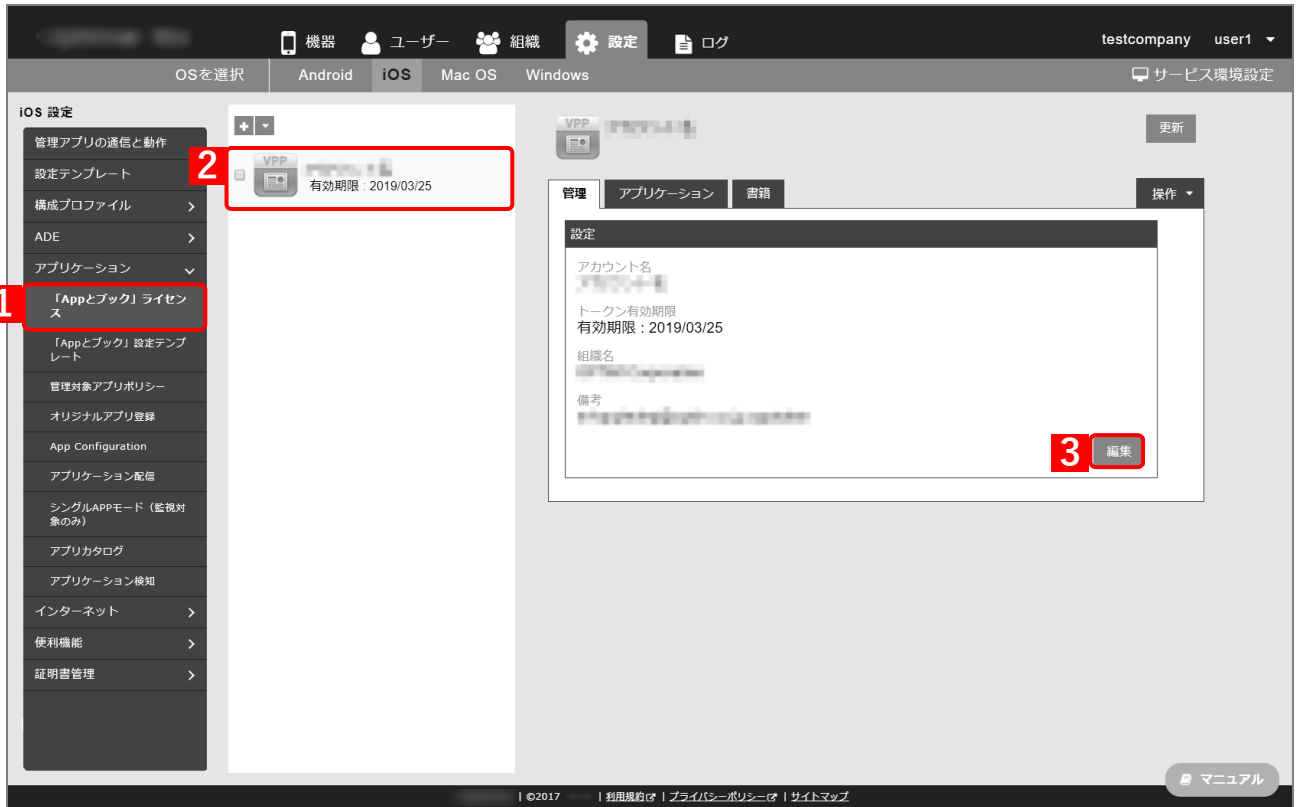 機器 ユーザー 組織 設定 ログ testcompany user1
OSを選択 Android iOS Mac OS Windows サービス環境設定
iOS 設定
管理アプリの通信と動作
設定テンプレート
構成プロファイル
ADE
アプリケーション
1
「Appとブック」ライセン
ス
「Appとブック」設定テンプ
レート
管理対象アプリポリシー
オリジナルアプリ登録
App Configuration
アプリケーション配信
シングルAPPモード（監視対
象のみ）
アプリカタログ
アプリケーション検知
インターネット
便利機能
証明書管理
2
VPP
有効期限 : 2019/03/25
VPP
更新
管理 アプリケーション 書籍 操作
設定
アカウント名
トークン有効期限
有効期限 : 2019/03/25
組織名
備考
3 編集
マニュアル
| ©2017 | 利用規約 | プライバシーポリシー | サイトマップ